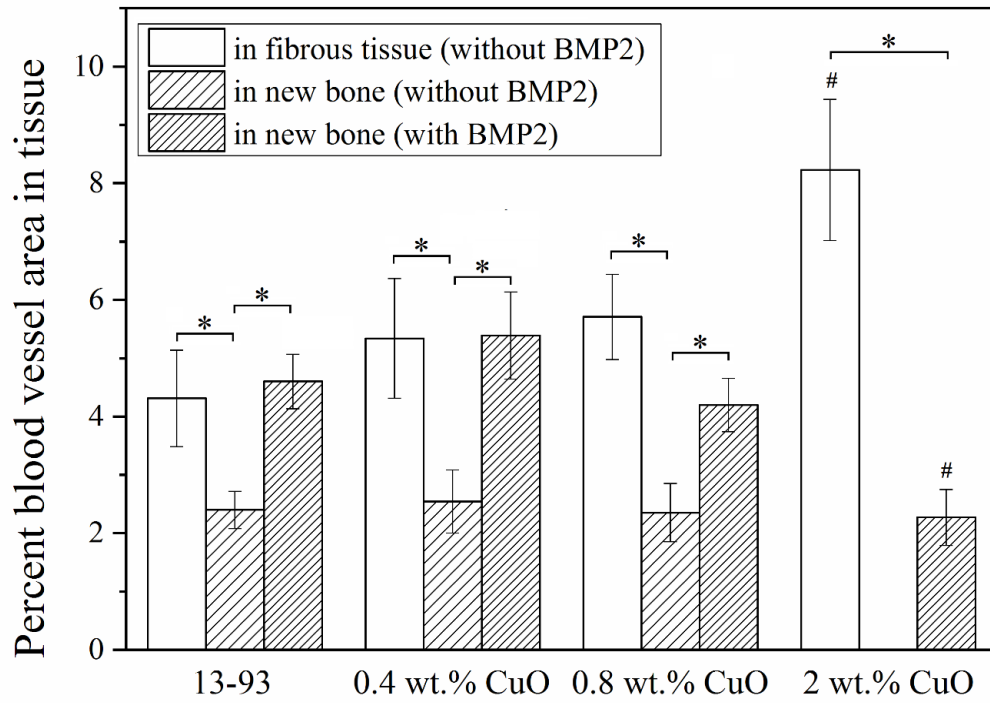 Percent blood vessel area in tissue
10
8
6
4
2
0
in fibrous tissue (without BMP2)
in new bone (without BMP2)
in new bone (with BMP2)
*
*
*
*
*
*
*
#
#
13-93
0.4 wt.% CuO
0.8 wt.% CuO
2 wt.% CuO